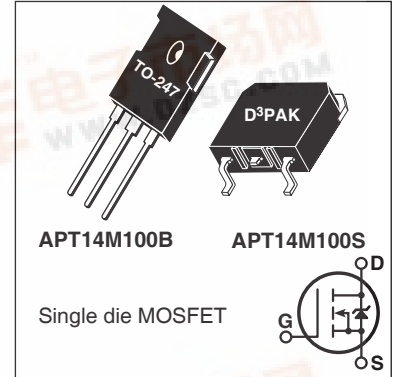 TO-247
D³PAK
APT14M100B
APT14M100S
Single die MOSFET
D
G
S